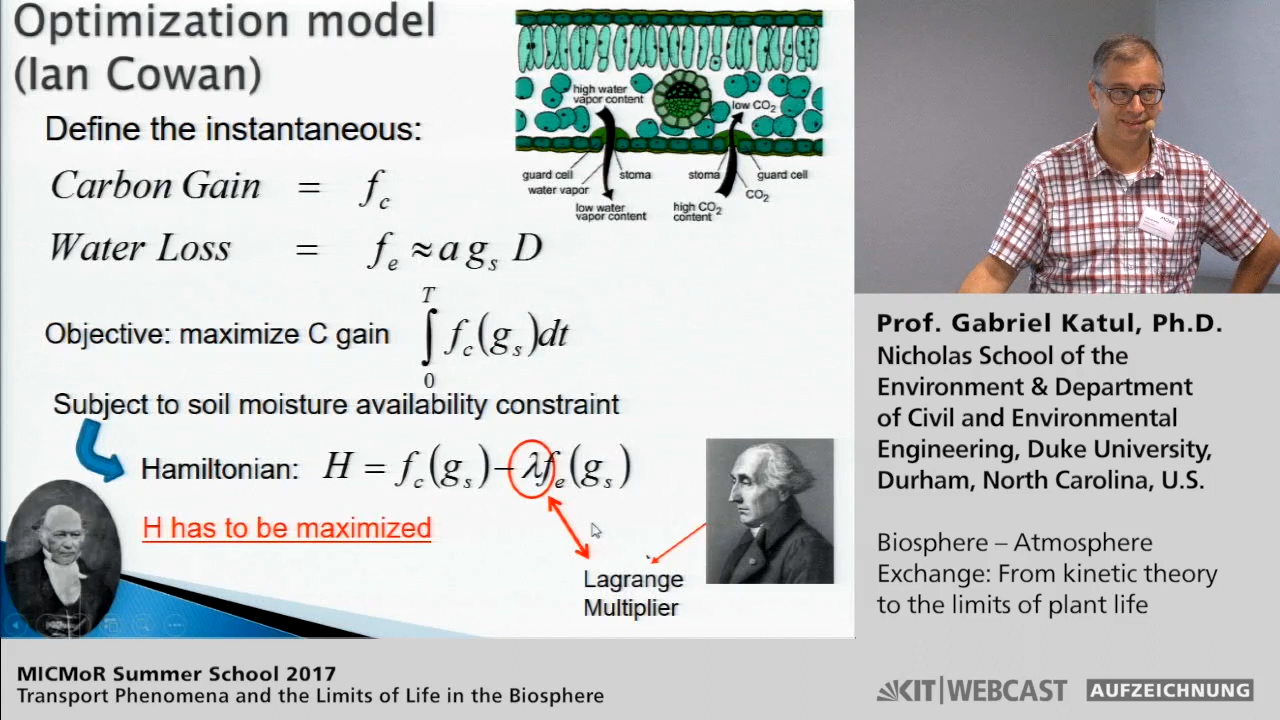 Optimization model
(Ian Cowan)
Define the instantaneous:
Carbon Gain = f_c
Water Loss = f_e ≈ a g_s D
Objective: maximize C gain ∫_0^T f_c(g_s)dt
Subject to soil moisture availability constraint
Hamiltonian: H = f_c(g_s) − λf_e(g_s)
H has to be maximized
Lagrange
Multiplier
high water
vapor content
low CO2
guard cell
water vapor
stoma
low water
vapor content
stoma
guard cell
CO2
high CO2
content
Prof. Gabriel Katul, Ph.D.
Nicholas School of the
Environment & Department
of Civil and Environmental
Engineering, Duke University,
Durham, North Carolina, U.S.
Biosphere – Atmosphere
Exchange: From kinetic theory
to the limits of plant life
MICMoR Summer School 2017
Transport Phenomena and the Limits of Life in the Biosphere
KIT|WEBCAST
AUFZEICHNUNG